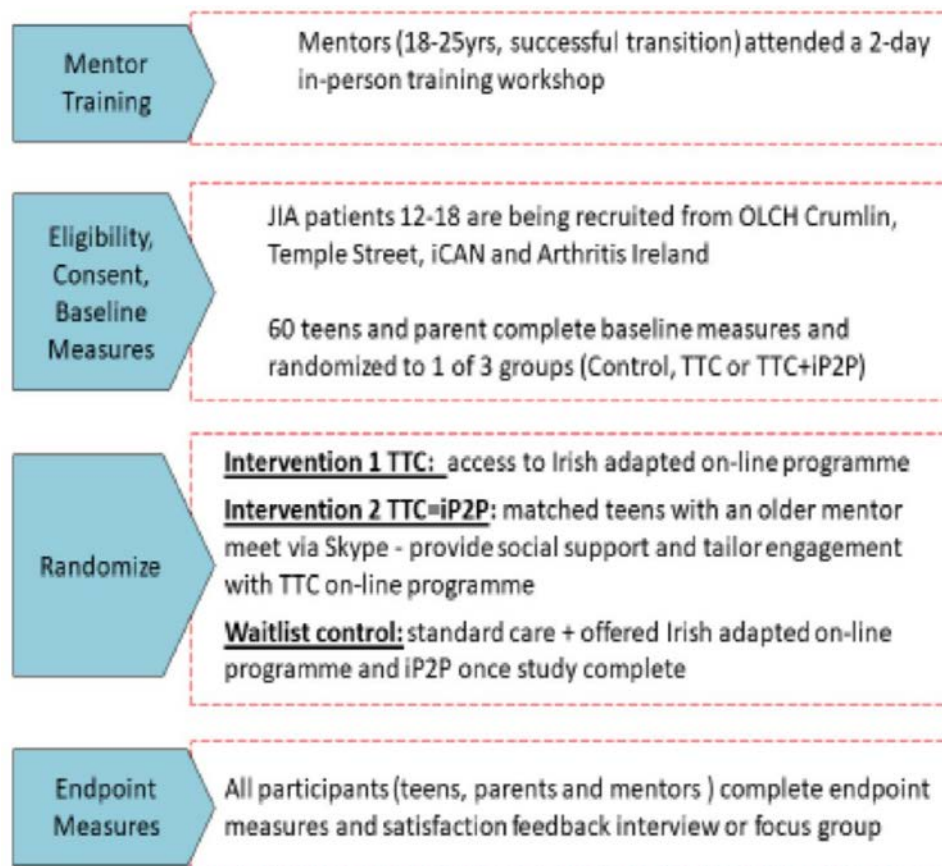 Mentor
Training
Mentors (18-25yrs, successful transition) attended a 2-day
in-person training workshop
Eligibility,
Consent,
Baseline
Measures
JIA patients 12-18 are being recruited from OLCH Crumlin,
Temple Street, iCAN and Arthritis Ireland
60 teens and parent complete baseline measures and
randomized to 1 of 3 groups (Control, TTC or TTC+iP2P)
Randomize
Intervention 1 TTC: access to Irish adapted on-line programme
Intervention 2 TTC=iP2P: matched teens with an older mentor
meet via Skype - provide social support and tailor engagement
with TTC on-line programme
Waitlist control: standard care + offered Irish adapted on-line
programme and iP2P once study complete
Endpoint
Measures
All participants (teens, parents and mentors ) complete endpoint
measures and satisfaction feedback interview or focus group